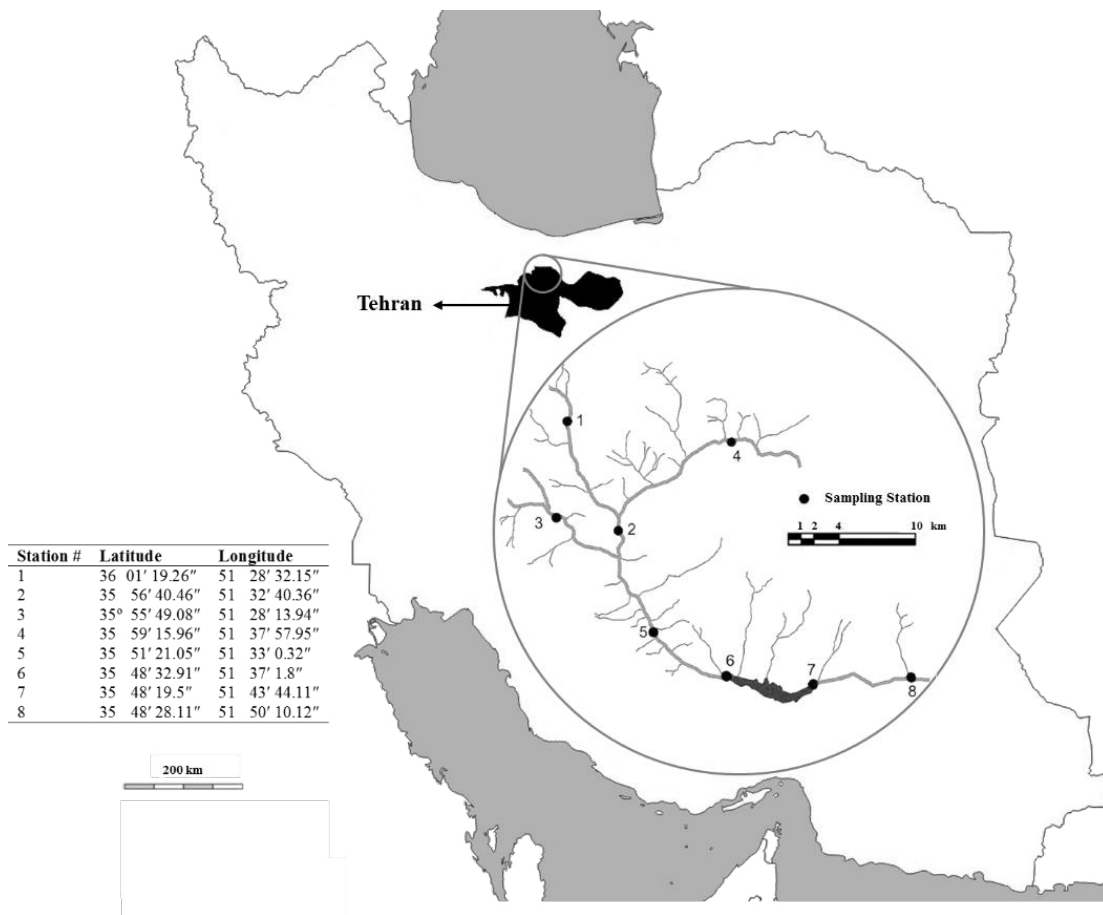 Tehran
1
4
3
2
Sampling Station
1 2 4 10 km
5
6
7
8
Station # Latitude Longitude
1 36 01′ 19.26″ 51 28′ 32.15″
2 35 56′ 40.46″ 51 32′ 40.36″
3 35º 55′ 49.08″ 51 28′ 13.94″
4 35 59′ 15.96″ 51 37′ 57.95″
5 35 51′ 21.05″ 51 33′ 0.32″
6 35 48′ 32.91″ 51 37′ 1.8″
7 35 48′ 19.5″ 51 43′ 44.11″
8 35 48′ 28.11″ 51 50′ 10.12″
200 km